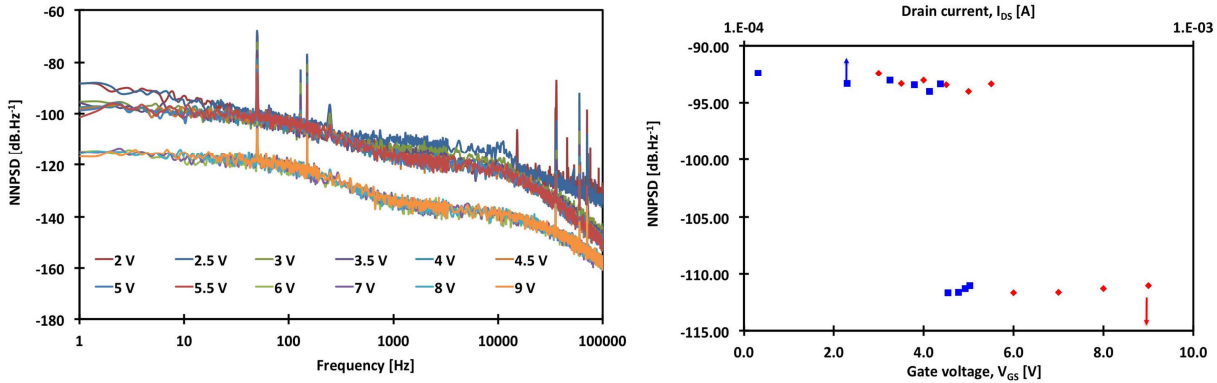 -60
-80
-100
-120
-140
-160
-180
NNPSD [dB.Hz⁻¹]
2 V 2.5 V 3 V 3.5 V 4 V 4.5 V
5 V 5.5 V 6 V 7 V 8 V 9 V
1 10 100 1000 10000 100000
Frequency [Hz]
Drain current, I_DS [A]
1.E-04 1.E-03
-90.00
-95.00
-100.00
-105.00
-110.00
-115.00
NNPSD [dB.Hz⁻¹]
0.0 2.0 4.0 6.0 8.0 10.0
Gate voltage, V_GS [V]